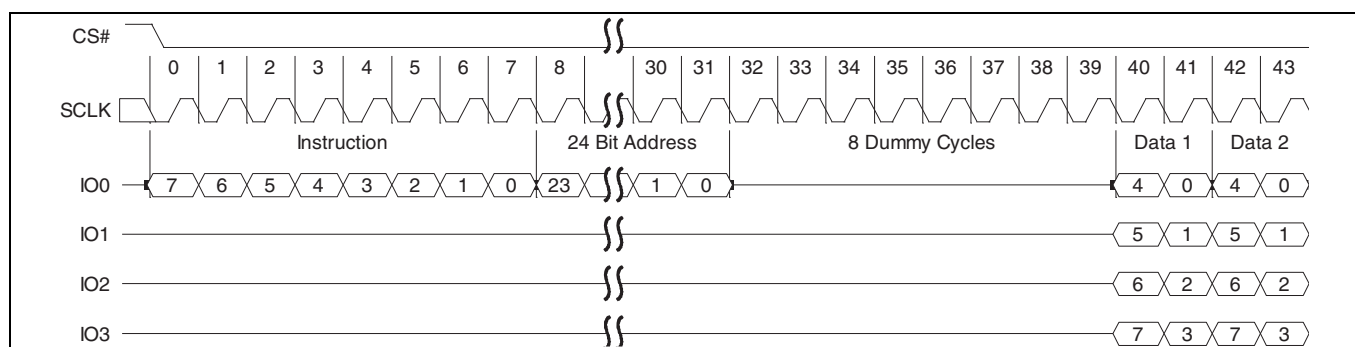 CS#
0 1 2 3 4 5 6 7 8 30 31 32 33 34 35 36 37 38 39 40 41 42 43
SCLK
Instruction 24 Bit Address 8 Dummy Cycles Data 1 Data 2
IO0 7 6 5 4 3 2 1 0 23 1 0 4 0 4 0
IO1 5 1 5 1
IO2 6 2 6 2
IO3 7 3 7 3